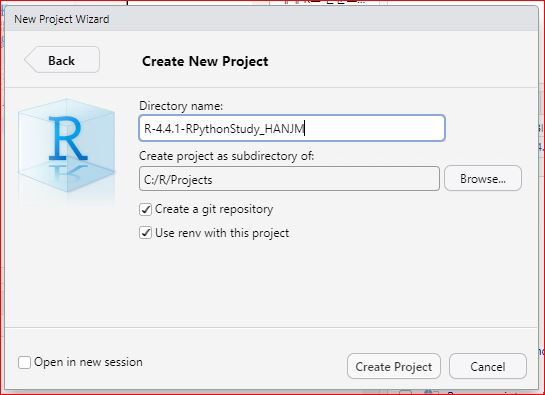 New Project Wizard
Back
Create New Project
R
Directory name:
R-4.4.1-RPythonStudy_HANJM
Create project as subdirectory of:
C:/R/Projects
Browse...
Create a git repository
Use renv with this project
Open in new session
Create Project
Cancel